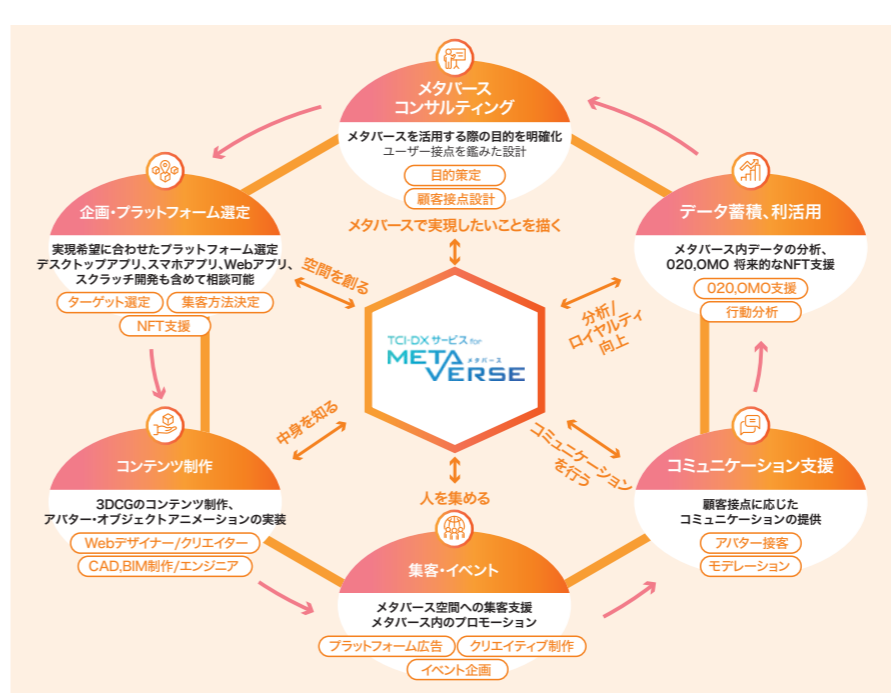 メタバース
コンサルティング
メタバースを活用する際の目的を明確化
ユーザー接点を鑑みた設計
目的策定
顧客接点設計
メタバースで実現したいことを描く
企画・プラットフォーム選定
実現希望に合わせたプラットフォーム選定
デスクトップアプリ、スマホアプリ、Webアプリ、
スクラッチ開発も含めて相談可能
ターゲット選定
集客方法決定
NFT支援
空間を創る
データ蓄積、利活用
メタバース内データの分析、
020,OMO 将来的なNFT支援
020,OMO支援
行動分析
分析/
ロイヤルティ
向上
TCI-DX サービス for
メタバース
META
VERSE
コンテンツ制作
3DCGのコンテンツ制作、
アバター・オブジェクトアニメーションの実装
Webデザイナー/クリエイター
CAD,BIM制作/エンジニア
中身を知る
コミュニケーション支援
顧客接点に応じた
コミュニケーションの提供
アバター接客
モデレーション
コミュニケーション
を行う
人を集める
集客・イベント
メタバース空間への集客支援
メタバース内のプロモーション
プラットフォーム広告
クリエイティブ制作
イベント企画